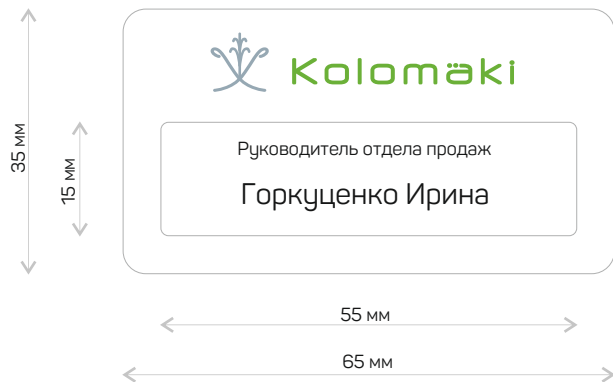 Kolomäki
Руководитель отдела продаж
Горкуценко Ирина
35 мм
15 мм
55 мм
65 мм